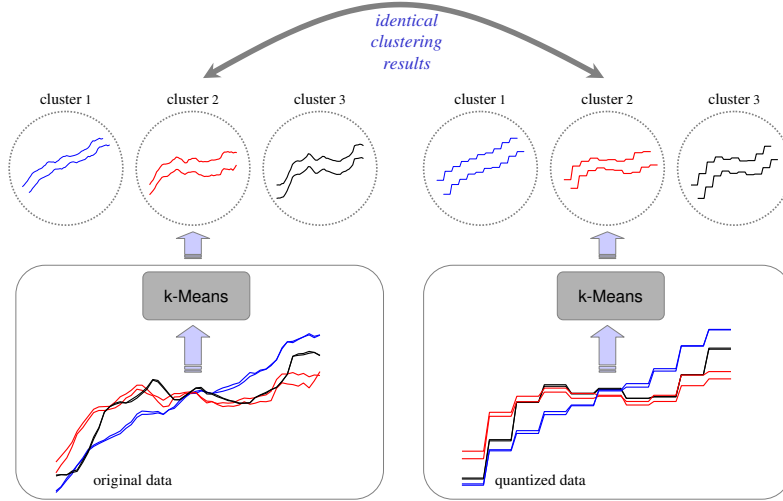 identical
clustering
results
cluster 1
cluster 2
cluster 3
cluster 1
cluster 2
cluster 3
k-Means
k-Means
original data
quantized data